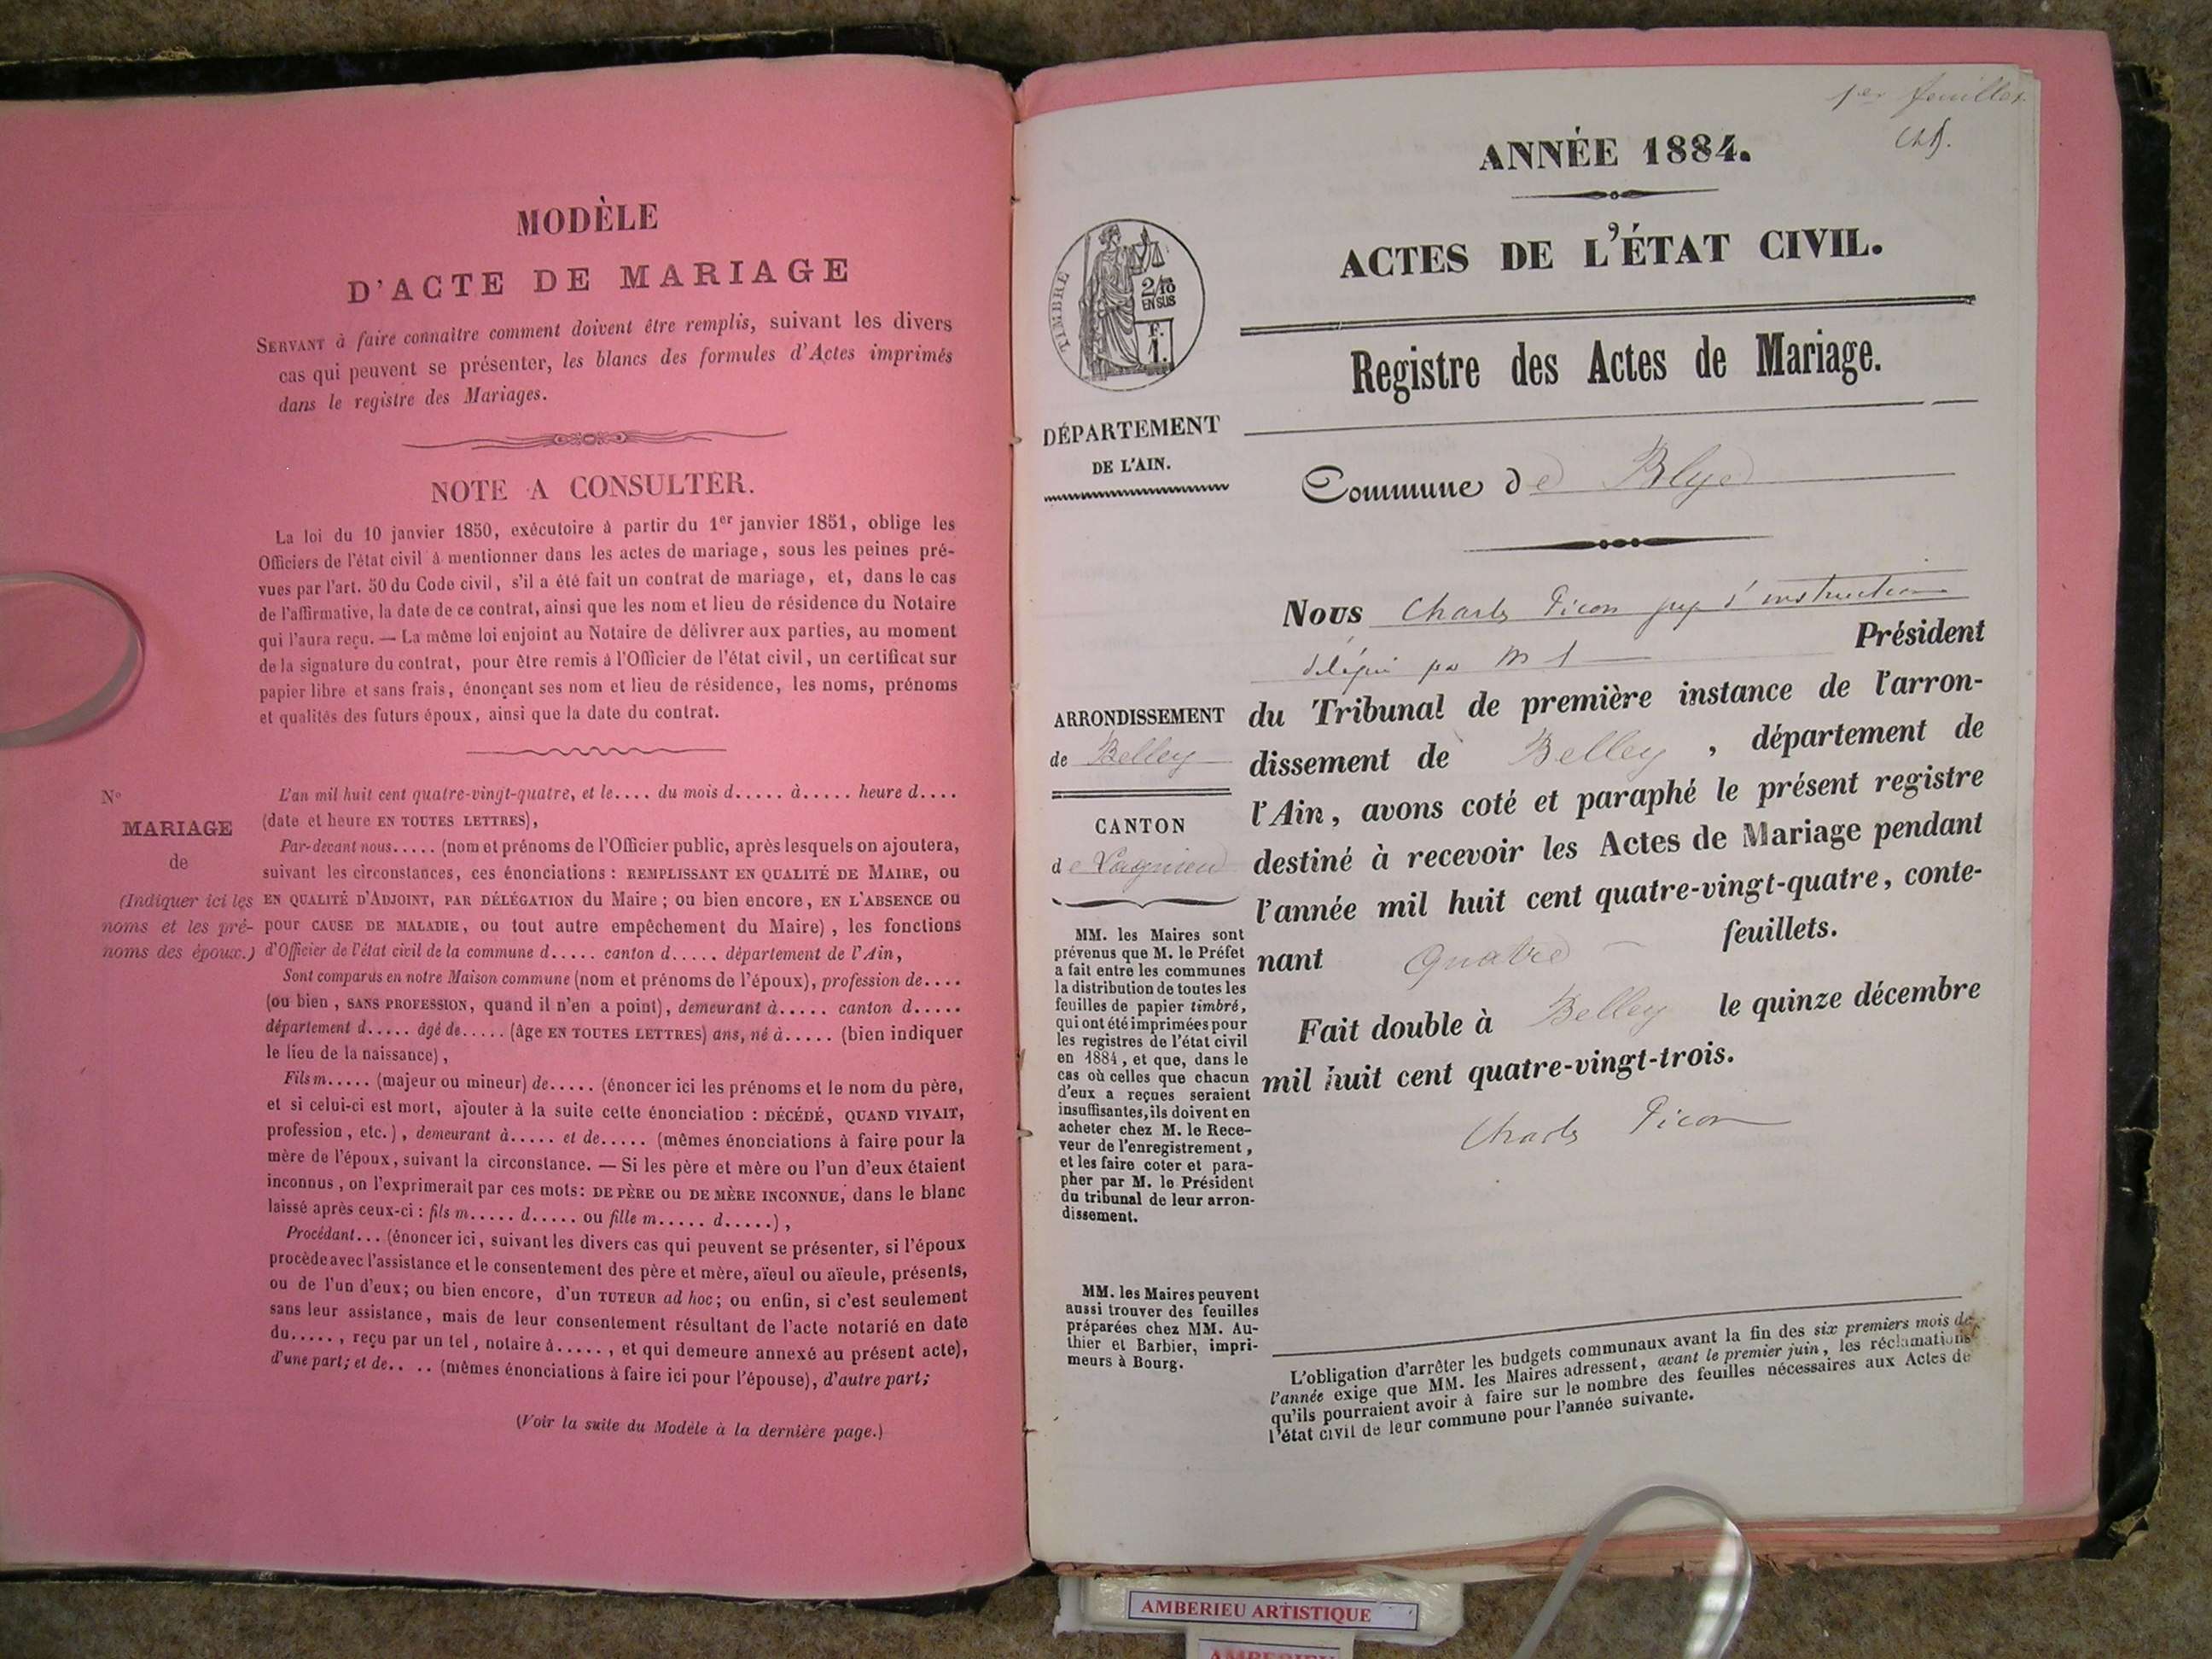 MODÈLE
D'ACTE DE MARIAGE
SERVANT à faire connaître comment doivent être remplis, suivant les divers
cas qui peuvent se présenter, les blancs des formules d'Actes imprimés
dans le registre des Mariages.
NOTE A CONSULTER.
La loi du 10 janvier 1850, exécutoire à partir du 1er janvier 1851, oblige les
Officiers de l'état civil à mentionner dans les actes de mariage, sous les peines pré-
vues par l'art. 50 du Code civil, s'il a été fait un contrat de mariage, et, dans le cas
de l'affirmative, la date de ce contrat, ainsi que les nom et lieu de résidence du Notaire
qui l'aura reçu. — La même loi enjoint au Notaire de délivrer aux parties, au moment
de la signature du contrat, pour être remis à l'Officier de l'état civil, un certificat sur
papier libre et sans frais, énonçant ses nom et lieu de résidence, les noms, prénoms
et qualités des futurs époux, ainsi que la date du contrat.
No
MARIAGE
de
(Indiquer ici les
noms et les pré-
noms des époux.)
L'an mil huit cent quatre-vingt-quatre, et le.... du mois d..... à..... heure d....
(date et heure EN TOUTES LETTRES),
Par-devant nous..... (nom et prénoms de l'Officier public, après lesquels on ajoutera,
suivant les circonstances, ces énonciations : REMPLISSANT EN QUALITÉ DE MAIRE, OU
EN QUALITÉ D'ADJOINT, PAR DÉLÉGATION du Maire ; ou bien encore, EN L'ABSENCE OU
pour CAUSE DE MALADIE, ou tout autre empêchement du Maire), les fonctions
d'Officier de l'état civil de la commune d..... canton d..... département de l'Ain,
Sont comparus en notre Maison commune (nom et prénoms de l'époux), profession de....
(ou bien, SANS PROFESSION, quand il n'en a point), demeurant à..... canton d.....
département d..... âgé de..... (âge EN TOUTES LETTRES) ans, né à..... (bien indiquer
le lieu de la naissance),
Fils m..... (majeur ou mineur) de..... (énoncer ici les prénoms et le nom du père,
et si celui-ci est mort, ajouter à la suite cette énonciation : DÉCÉDÉ, QUAND VIVAIT,
profession, etc.), demeurant à..... et de..... (mêmes énonciations à faire pour la
mère de l'époux, suivant la circonstance. — Si les père et mère ou l'un d'eux étaient
inconnus, on l'exprimerait par ces mots: DE PÈRE OU DE MÈRE INCONNUE, dans le blanc
laissé après ceux-ci : fils m..... d..... ou fille m..... d.....),
Procédant... (énoncer ici, suivant les divers cas qui peuvent se présenter, si l'époux
procède avec l'assistance et le consentement des père et mère, aïeul ou aïeule, présents,
ou de l'un d'eux; ou bien encore, d'un TUTEUR ad hoc; ou enfin, si c'est seulement
sans leur assistance, mais de leur consentement résultant de l'acte notarié en date
du....., reçu par un tel, notaire à....., et qui demeure annexé au présent acte),
d'une part; et de.. .. (mêmes énonciations à faire ici pour l'épouse), d'autre part;
(Voir la suite du Modèle à la dernière page.)
1er feuillet
ANNÉE 1884.
ACTES DE L'ÉTAT CIVIL.
TIMBRE
2/10
EN SUS
F.
1.
Registre des Actes de Mariage.
DÉPARTEMENT
DE L'AIN.
Commune de Blyes
Nous Charles Picon juge d'instruction
délégué par Mr Président
du Tribunal de première instance de l'arron-
dissement de Belley, département de
l'Ain, avons coté et paraphé le présent registre
destiné à recevoir les Actes de Mariage pendant
l'année mil huit cent quatre-vingt-quatre, conte-
nant Quatre feuillets.
Fait double à Belley le quinze décembre
mil huit cent quatre-vingt-trois.
Charles Picon
ARRONDISSEMENT
de Belley
CANTON
de Lagnieu
MM. les Maires sont
prévenus que M. le Préfet
a fait entre les communes
la distribution de toutes les
feuilles de papier timbré,
qui ont été imprimées pour
les registres de l'état civil
en 1884, et que, dans le
cas où celles que chacun
d'eux a reçues seraient
insuffisantes, ils doivent en
acheter chez M. le Rece-
veur de l'enregistrement,
et les faire coter et para-
pher par M. le Président
du tribunal de leur arron-
dissement.
MM. les Maires peuvent
aussi trouver des feuilles
préparées chez MM. Au-
thier et Barbier, impri-
meurs à Bourg.
L'obligation d'arrêter les budgets communaux avant la fin des six premiers mois de
l'année exige que MM. les Maires adressent, avant le premier juin, les réclamations
qu'ils pourraient avoir à faire sur le nombre des feuilles nécessaires aux Actes de
l'état civil de leur commune pour l'année suivante.
AMBERIEU ARTISTIQUE
AMBERIEU